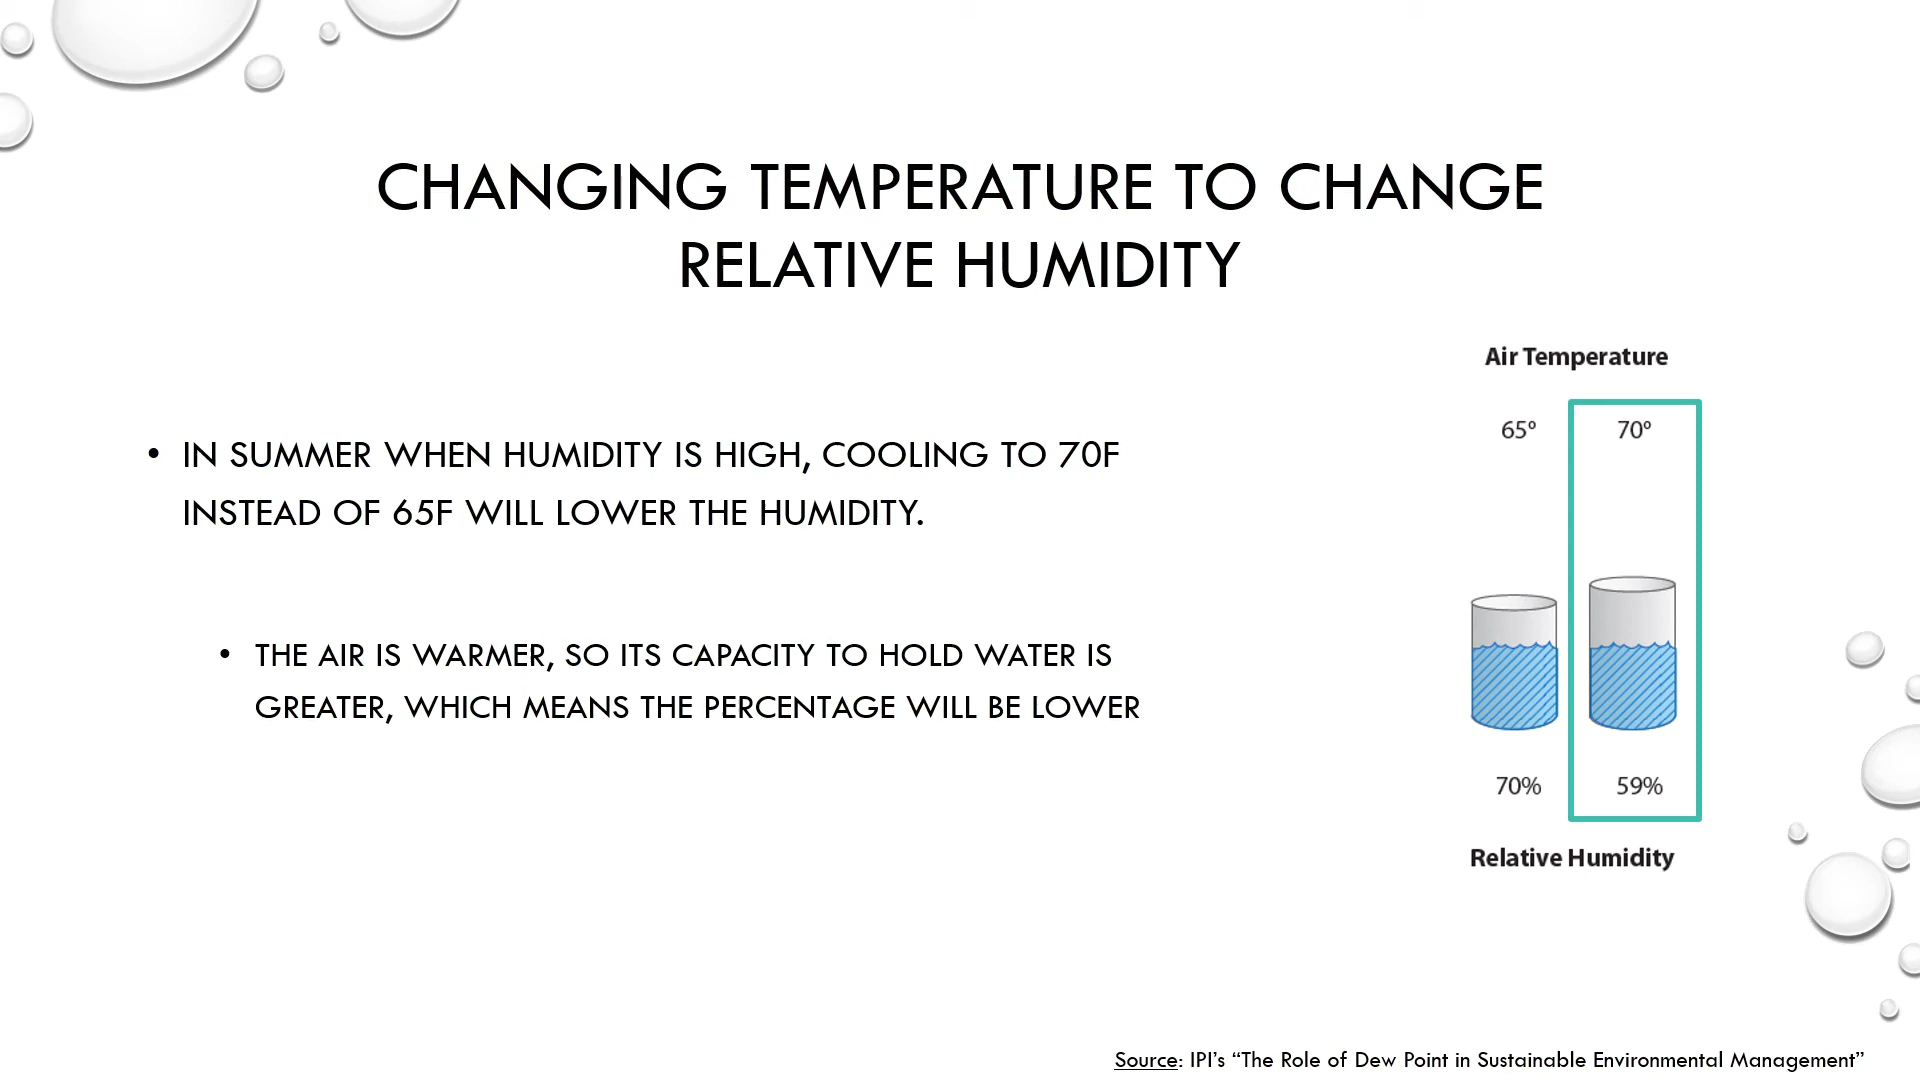 CHANGING TEMPERATURE TO CHANGE
RELATIVE HUMIDITY
• IN SUMMER WHEN HUMIDITY IS HIGH, COOLING TO 70F
INSTEAD OF 65F WILL LOWER THE HUMIDITY.
• THE AIR IS WARMER, SO ITS CAPACITY TO HOLD WATER IS
GREATER, WHICH MEANS THE PERCENTAGE WILL BE LOWER
Air Temperature
65º 70º
70% 59%
Relative Humidity
Source: IPI’s “The Role of Dew Point in Sustainable Environmental Management”